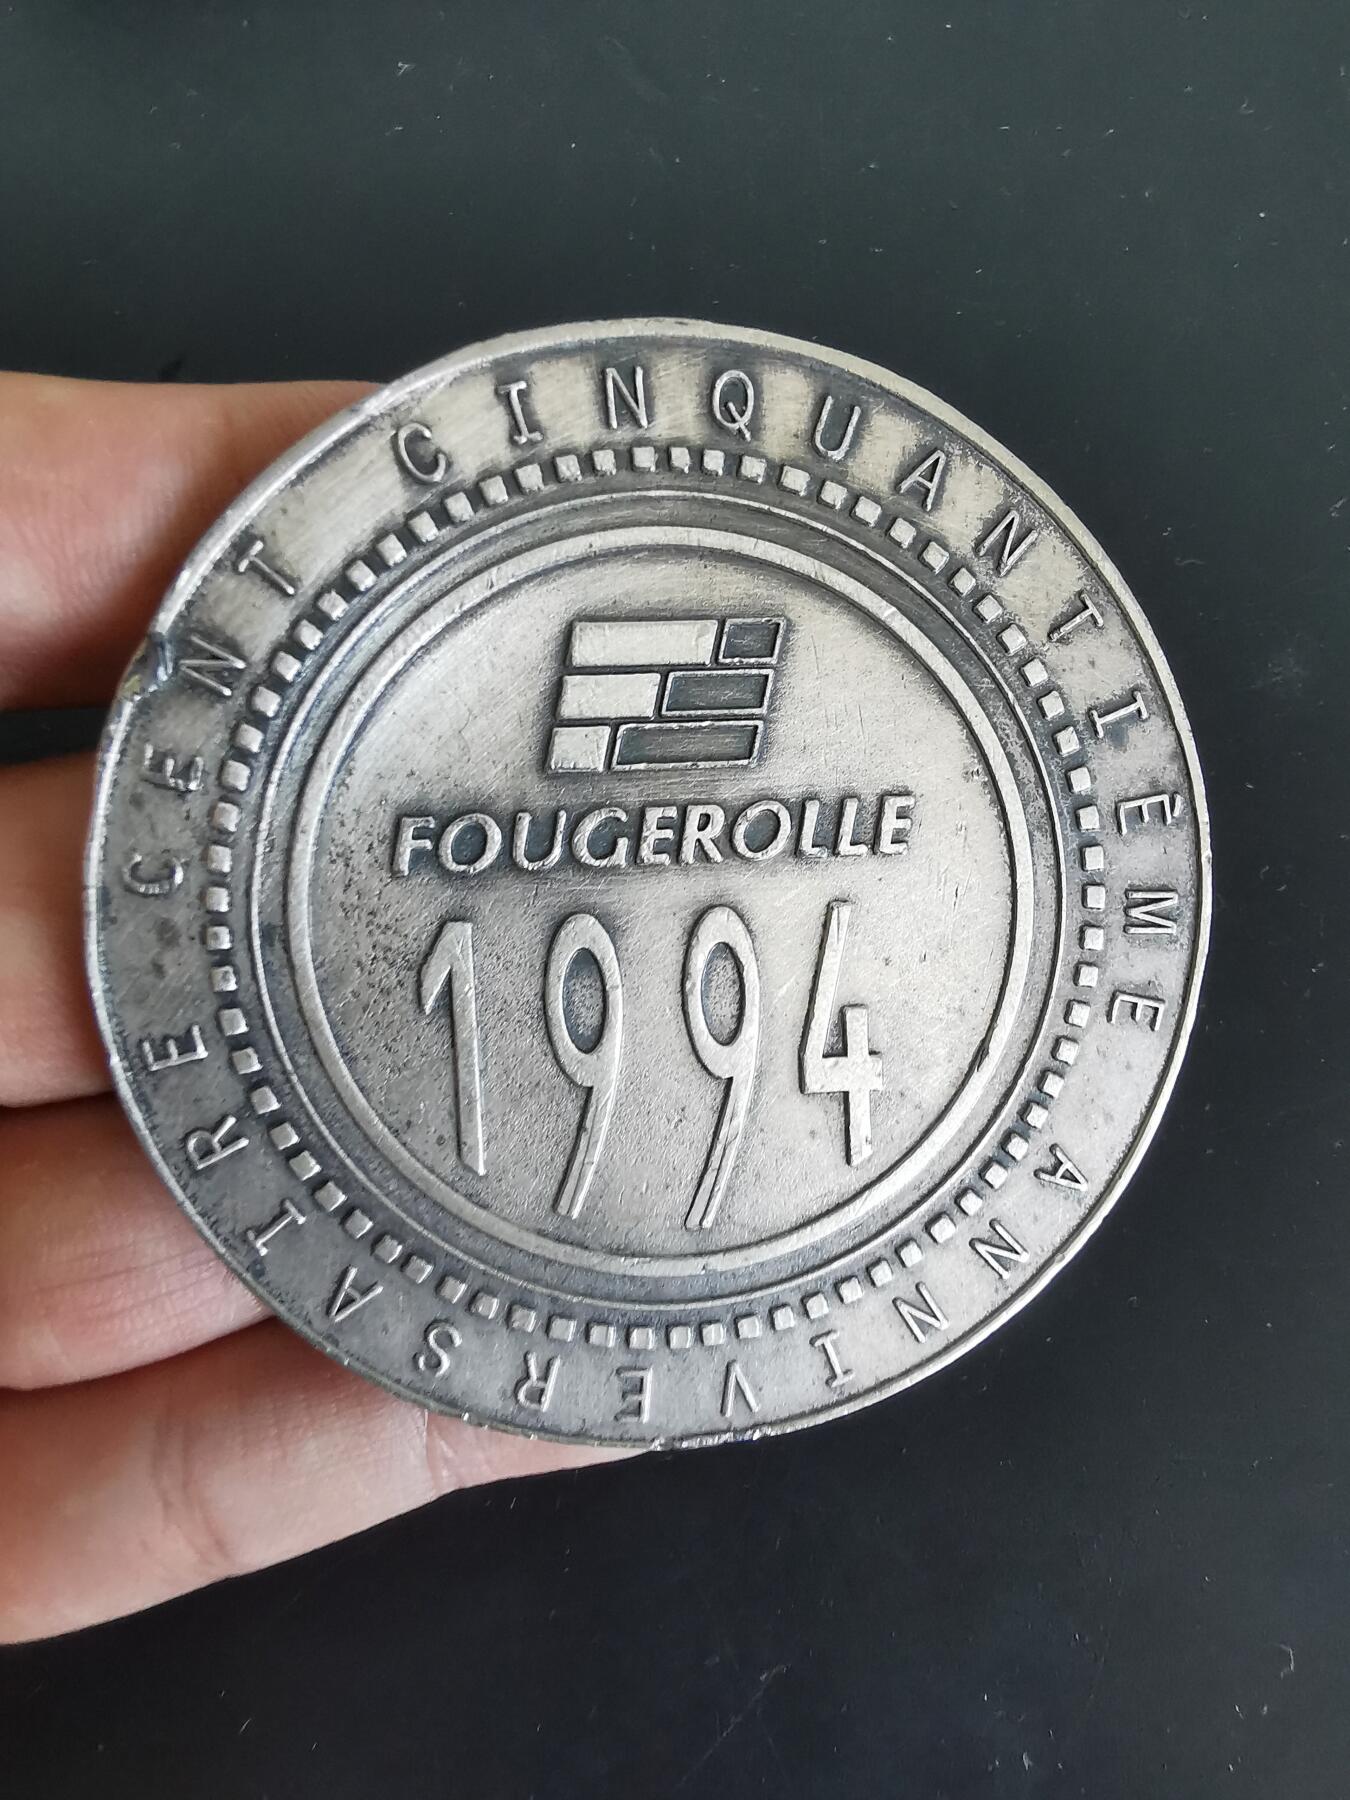 CENT CINQUANTIÈME ANNIVERSAIRE
FOUGEROLLE
1994